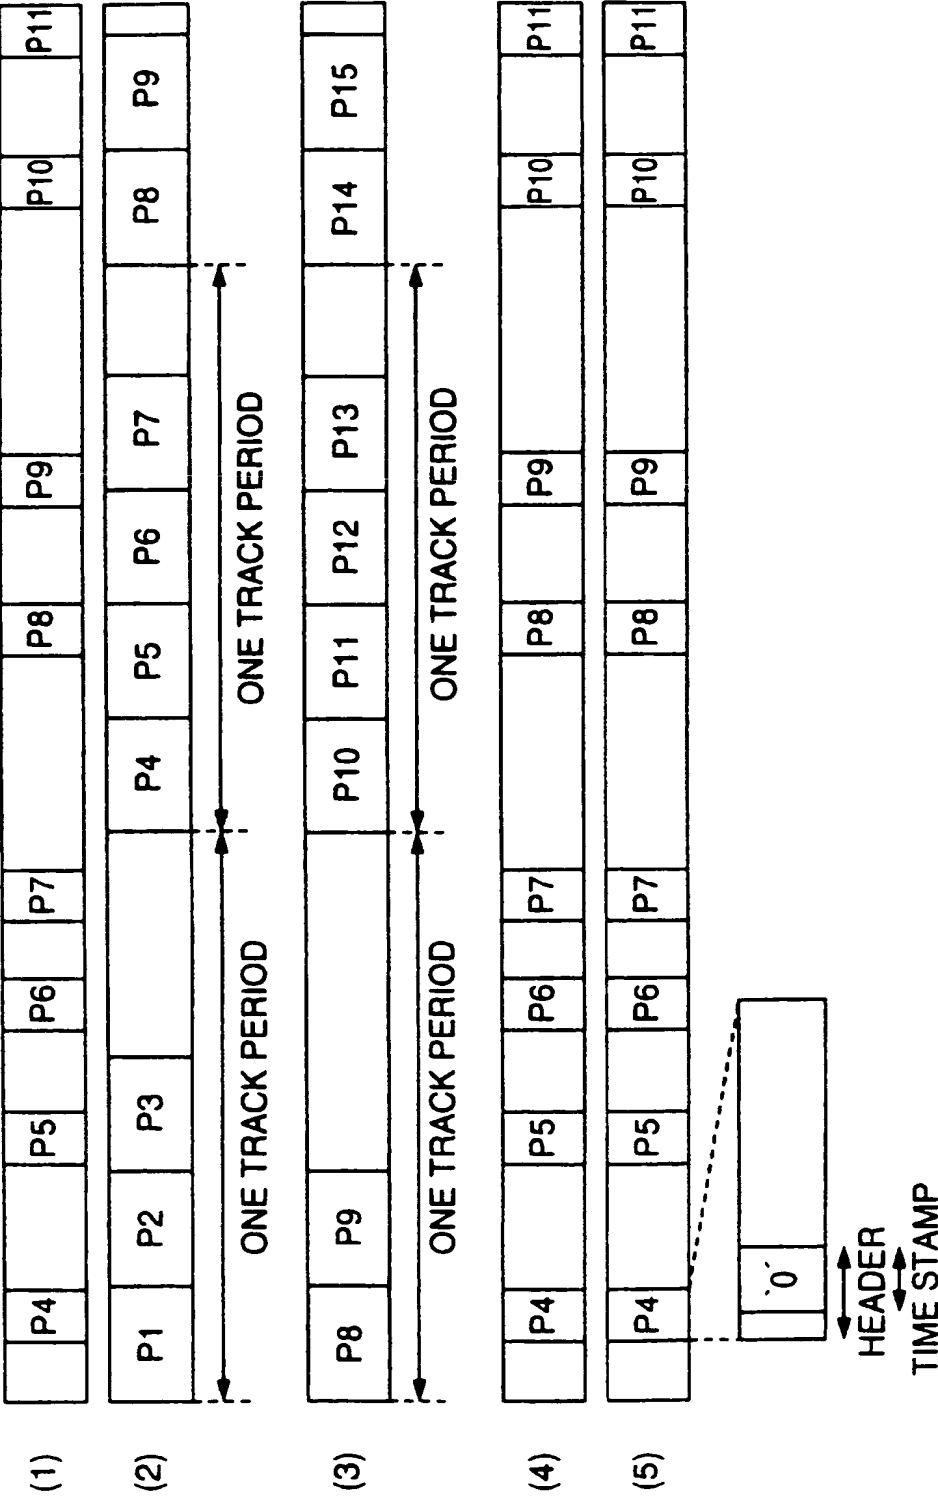 (1) P4 P5 P6 P7 P8 P9 P10 P11
(2) P1 P2 P3 P4 P5 P6 P7 P8 P9
ONE TRACK PERIOD ONE TRACK PERIOD
(3) P8 P9 P10 P11 P12 P13 P14 P15
ONE TRACK PERIOD ONE TRACK PERIOD
(4) P4 P5 P6 P7 P8 P9 P10 P11
(5) P4 P5 P6 P7 P8 P9 P10 P11
'0'
HEADER
TIME STAMP